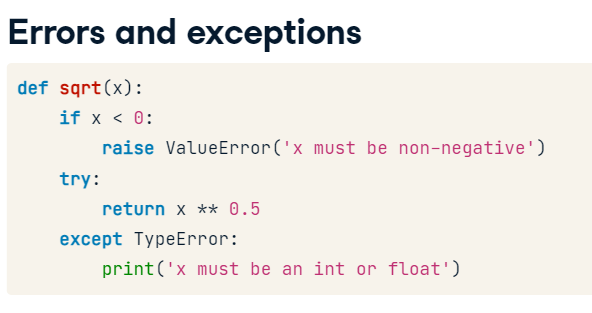 Errors and exceptions
def sqrt(x):
    if x < 0:
        raise ValueError('x must be non-negative')
    try:
        return x ** 0.5
    except TypeError:
        print('x must be an int or float')